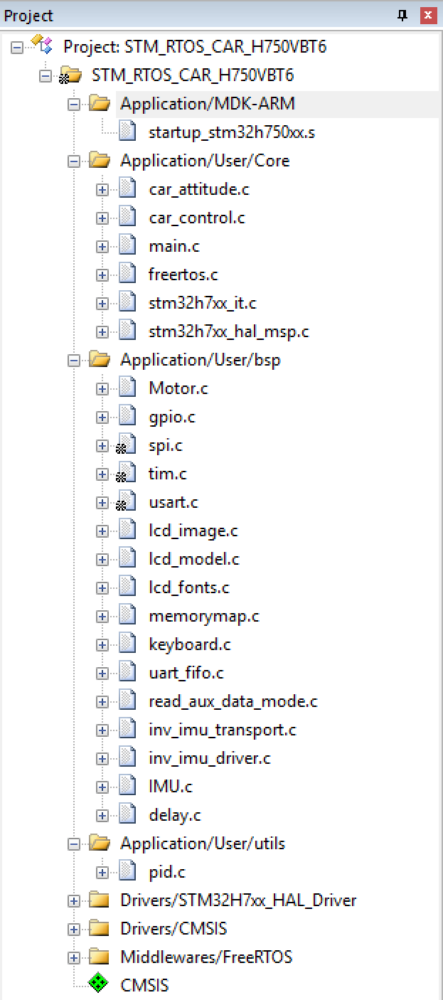 Project
Project: STM_RTOS_CAR_H750VBT6
STM_RTOS_CAR_H750VBT6
Application/MDK-ARM
startup_stm32h750xx.s
Application/User/Core
car_attitude.c
car_control.c
main.c
freertos.c
stm32h7xx_it.c
stm32h7xx_hal_msp.c
Application/User/bsp
Motor.c
gpio.c
spi.c
tim.c
usart.c
lcd_image.c
lcd_model.c
lcd_fonts.c
memorymap.c
keyboard.c
uart_fifo.c
read_aux_data_mode.c
inv_imu_transport.c
inv_imu_driver.c
IMU.c
delay.c
Application/User/utils
pid.c
Drivers/STM32H7xx_HAL_Driver
Drivers/CMSIS
Middlewares/FreeRTOS
CMSIS